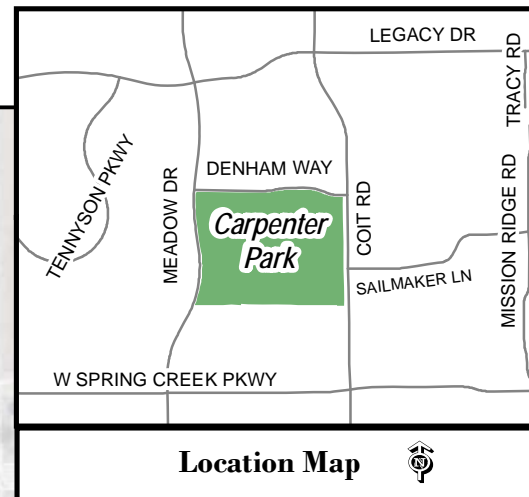 LEGACY DR
TRACY RD
DENHAM WAY
TENNYSON PKWY
MEADOW DR
Carpenter
Park
COIT RD
MISSION RIDGE RD
SAILMAKER LN
W SPRING CREEK PKWY
Location Map
N